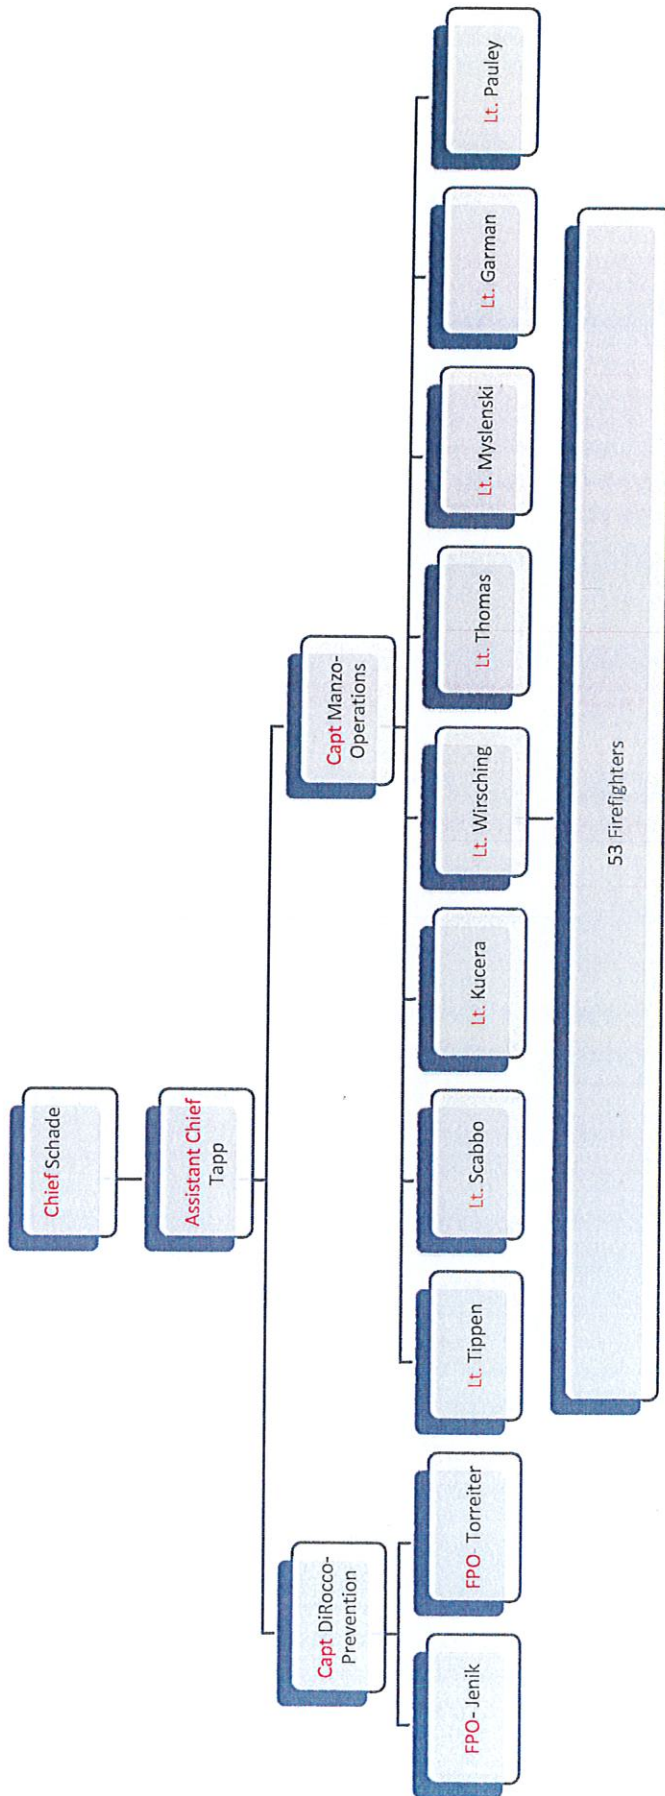 Chief Schade
Assistant Chief
Tapp
Capt DiRocco-
Prevention
Capt Manzo-
Operations
FPO- Jenik
FPO- Torreiter
Lt. Tippen
Lt. Scabbo
Lt. Kucera
Lt. Wirsching
Lt. Thomas
Lt. Myslenski
Lt. Garman
Lt. Pauley
53 Firefighters